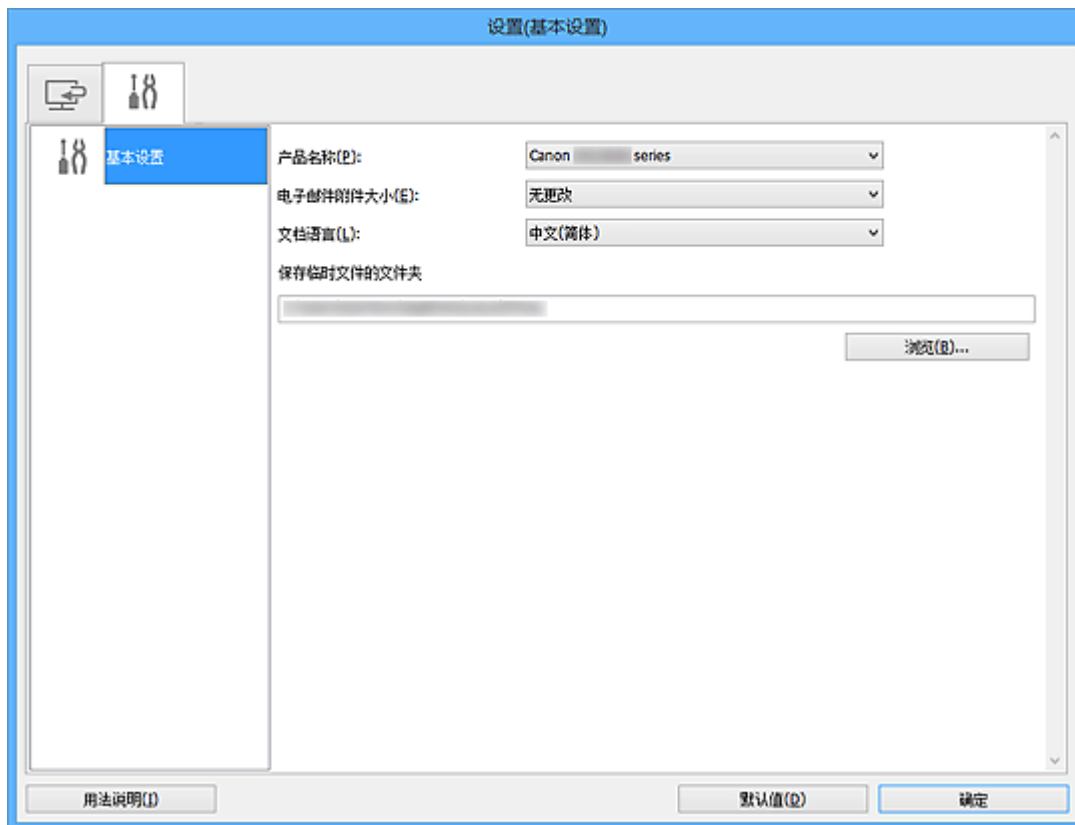 设置(基本设置)
基本设置
产品名称(P):
Canon series
电子邮件附件大小(E):
无更改
文档语言(L):
中文(简体)
保存临时文件的文件夹
浏览(B)...
用法说明(I)
默认值(D)
确定